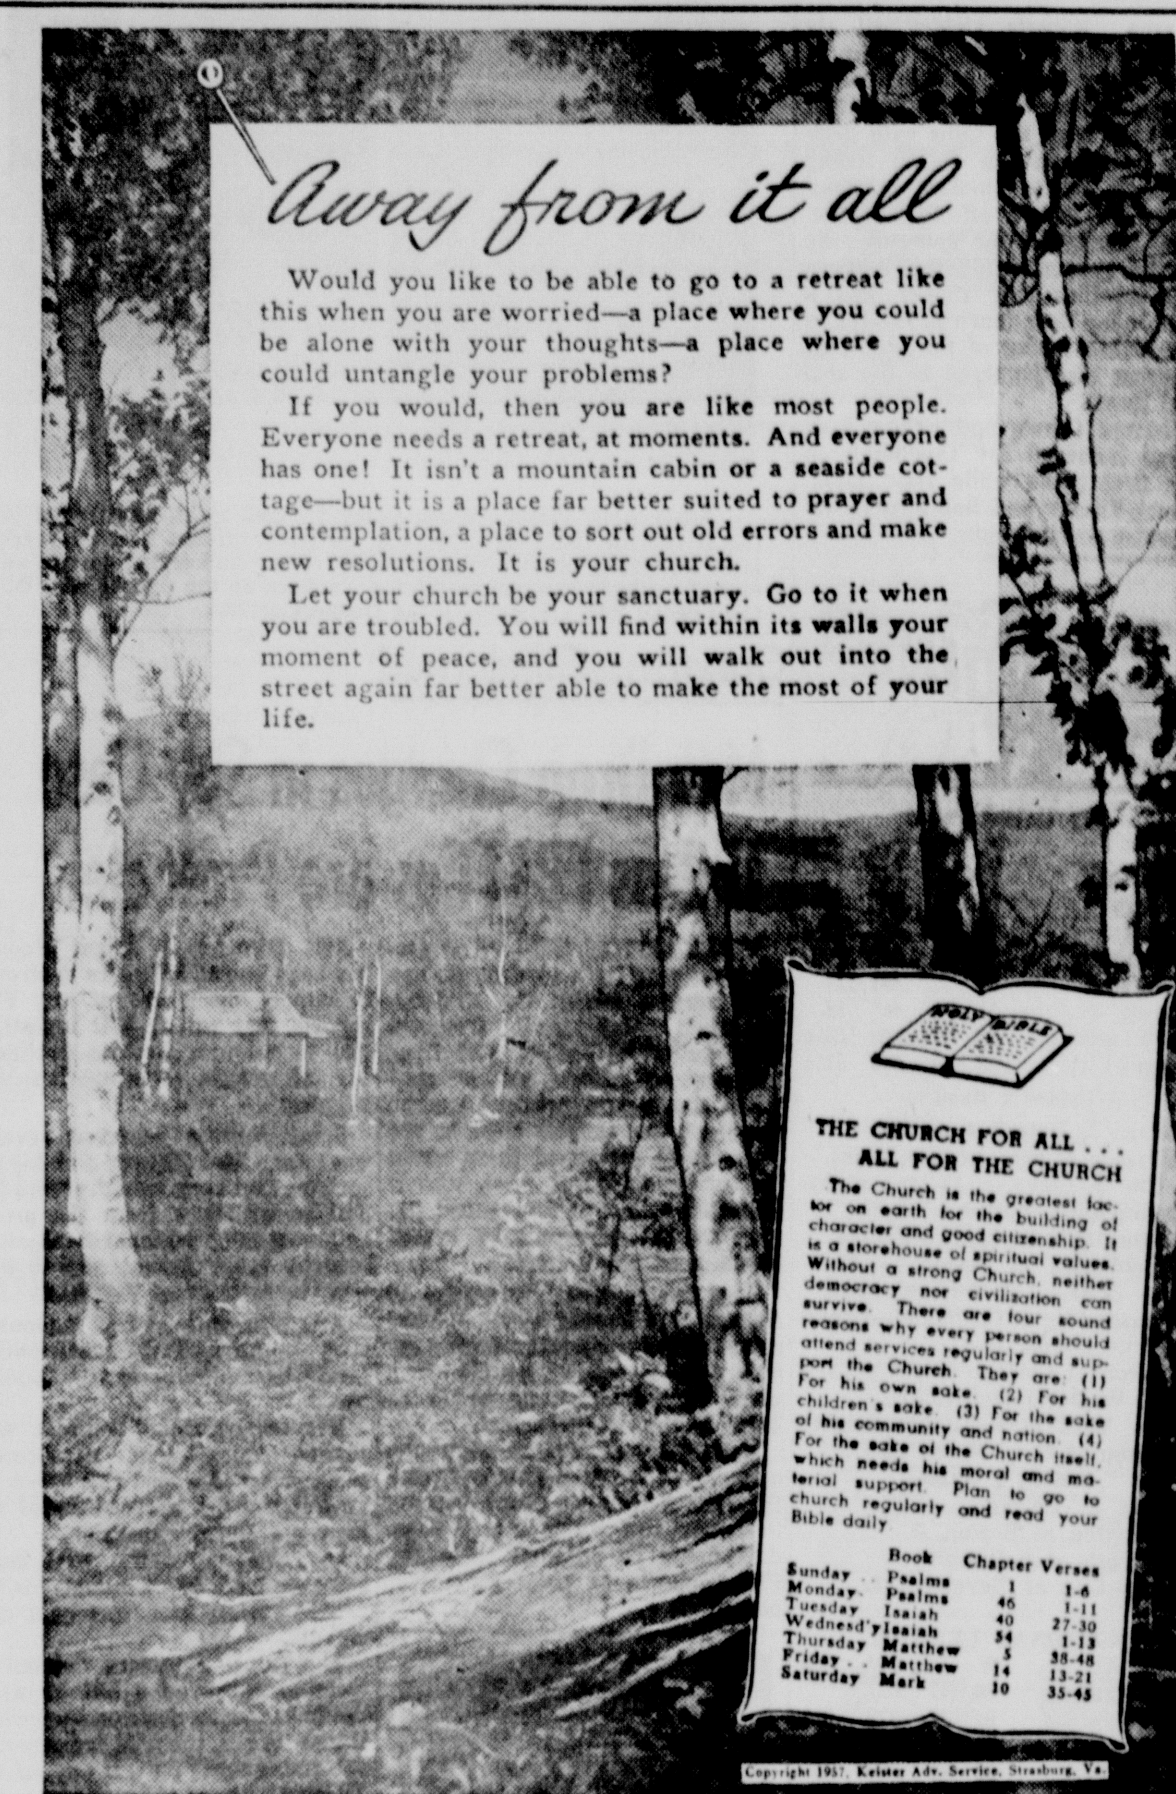 Away from it all
Would you like to be able to go to a retreat like
this when you are worried—a place where you could
be alone with your thoughts—a place where you
could untangle your problems?
If you would, then you are like most people.
Everyone needs a retreat, at moments. And everyone
has one! It isn't a mountain cabin or a seaside cot-
tage—but it is a place far better suited to prayer and
contemplation, a place to sort out old errors and make
new resolutions. It is your church.
Let your church be your sanctuary. Go to it when
you are troubled. You will find within its walls your
moment of peace, and you will walk out into the
street again far better able to make the most of your
life.
HOLY BIBLE
THE CHURCH FOR ALL . . .
ALL FOR THE CHURCH
The Church is the greatest fac-
tor on earth for the building of
character and good citizenship. It
is a storehouse of spiritual values.
Without a strong Church, neither
democracy nor civilization can
survive. There are four sound
reasons why every person should
attend services regularly and sup-
port the Church. They are: (1)
For his own sake. (2) For his
children's sake. (3) For the sake
of his community and nation. (4)
For the sake of the Church itself,
which needs his moral and ma-
terial support. Plan to go to
church regularly and read your
Bible daily
Book Chapter Verses
Sunday . . Psalms 1 1-6
Monday . Psalms 46 1-11
Tuesday Isaiah 40 27-30
Wednesd'y Isaiah 54 1-13
Thursday Matthew 5 38-48
Friday . . Matthew 14 13-21
Saturday Mark 10 35-45
Copyright 1957, Keister Adv. Service, Strasburg, Va.